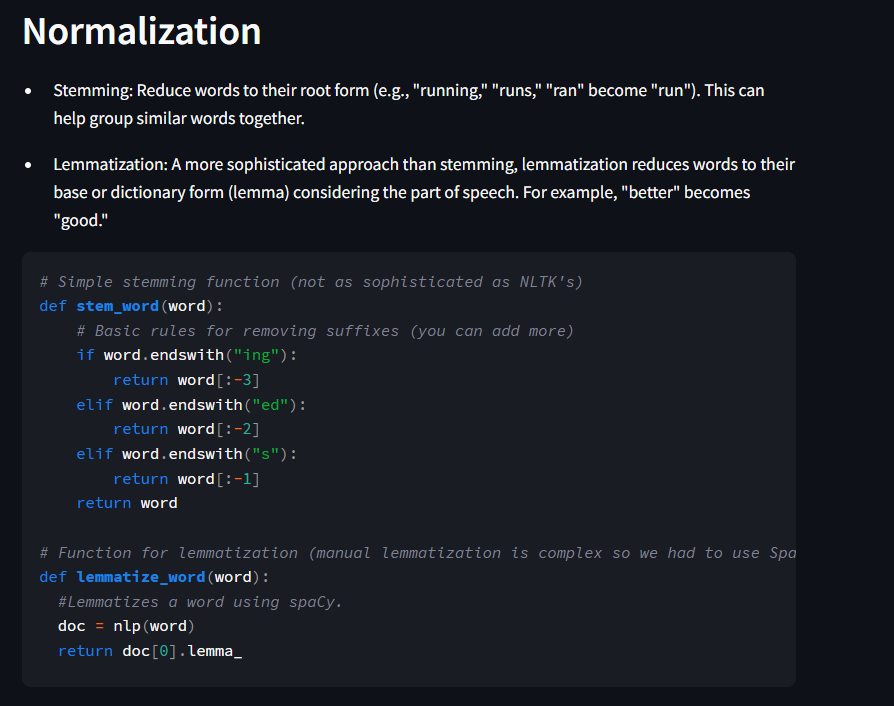 Normalization
• Stemming: Reduce words to their root form (e.g., "running," "runs," "ran" become "run"). This can
help group similar words together.
• Lemmatization: A more sophisticated approach than stemming, lemmatization reduces words to their
base or dictionary form (lemma) considering the part of speech. For example, "better" becomes
"good."
# Simple stemming function (not as sophisticated as NLTK's)
def stem_word(word):
    # Basic rules for removing suffixes (you can add more)
    if word.endswith("ing"):
        return word[:-3]
    elif word.endswith("ed"):
        return word[:-2]
    elif word.endswith("s"):
        return word[:-1]
    return word
# Function for lemmatization (manual lemmatization is complex so we had to use Spa
def lemmatize_word(word):
  #Lemmatizes a word using spaCy.
  doc = nlp(word)
  return doc[0].lemma_